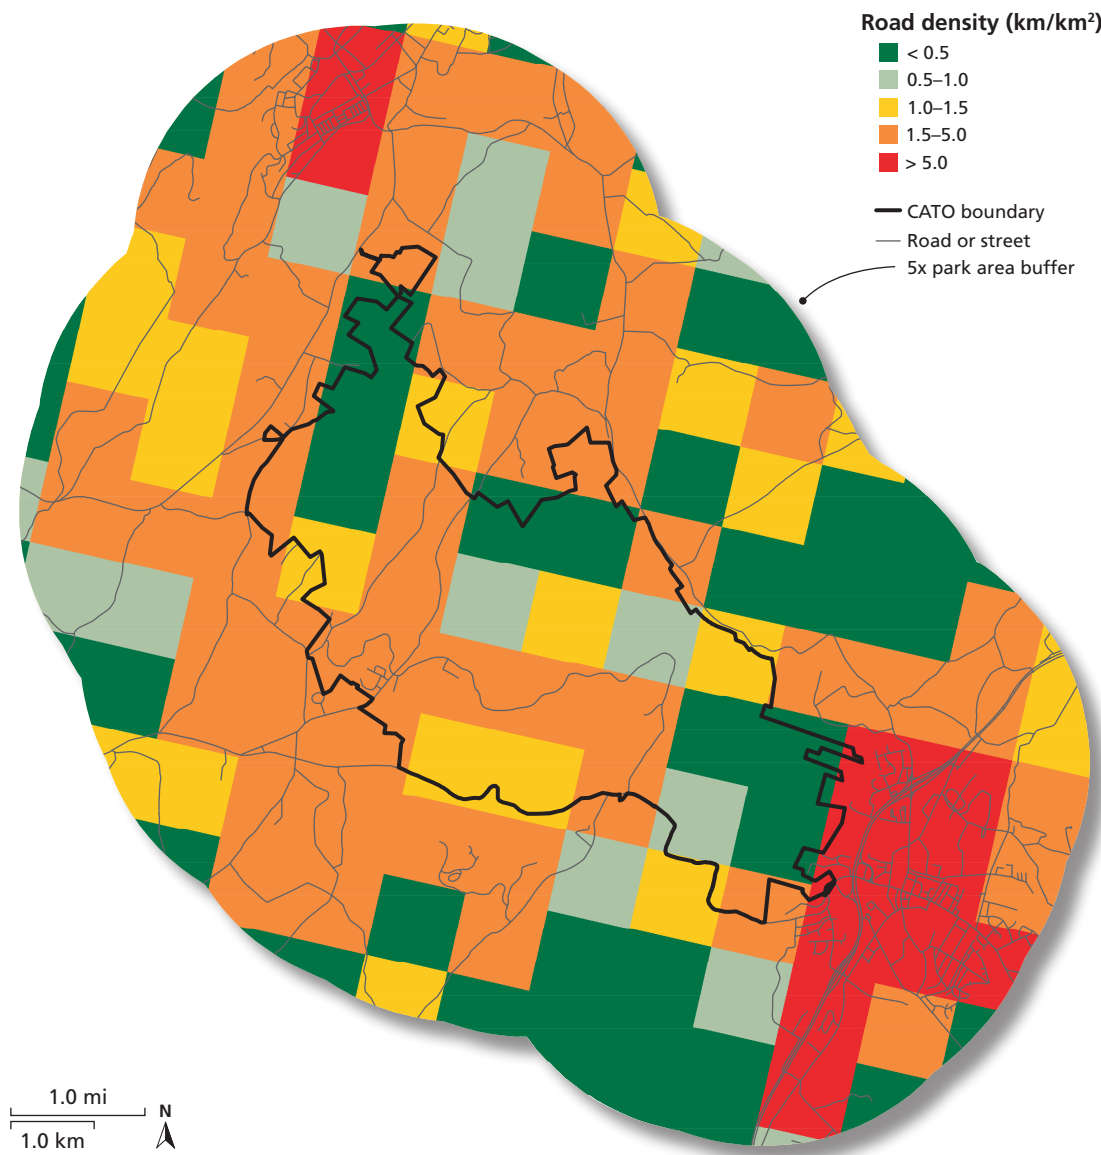 Road density (km/km²)
< 0.5
0.5–1.0
1.0–1.5
1.5–5.0
> 5.0
CATO boundary
Road or street
5x park area buffer
1.0 mi
1.0 km
N